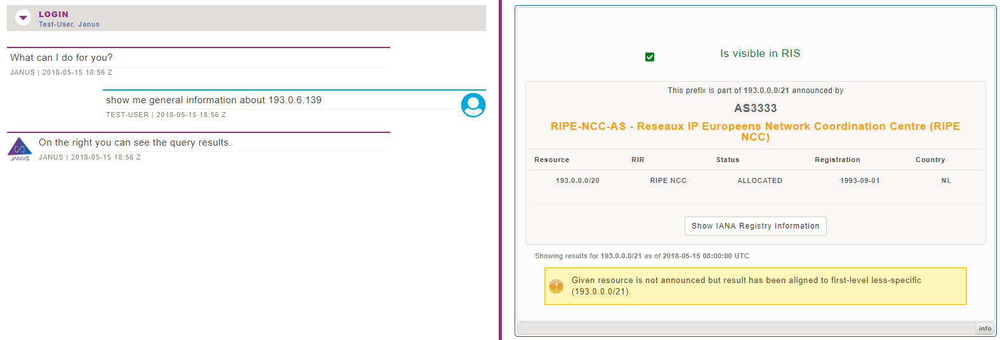 LOGIN
Test-User, Janus
What can I do for you?
JANUS | 2018-05-15 18:56 Z
show me general information about 193.0.6.139
TEST-USER | 2018-05-15 18:56 Z
On the right you can see the query results.
JANVS
JANUS | 2018-05-15 18:56 Z
Is visible in RIS
This prefix is part of 193.0.0.0/21 announced by
AS3333
RIPE-NCC-AS - Reseaux IP Europeens Network Coordination Centre (RIPE
NCC)
Resource RIR Status Registration Country
193.0.0.0/20 RIPE NCC ALLOCATED 1993-09-01 NL
Show IANA Registry Information
Showing results for 193.0.0.0/21 as of 2018-05-15 08:00:00 UTC
Given resource is not announced but result has been aligned to first-level less-specific
(193.0.0.0/21).
info